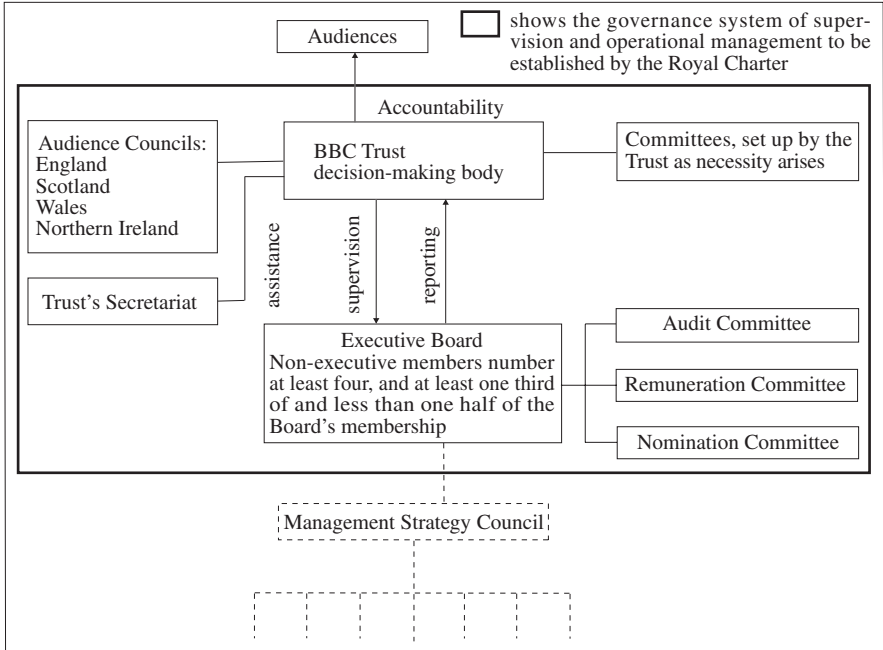 Audiences
shows the governance system of super-
vision and operational management to be
established by the Royal Charter
Accountability
Audience Councils:
England
Scotland
Wales
Northern Ireland
BBC Trust
decision-making body
Committees, set up by the
Trust as necessity arises
assistance
supervision
reporting
Trust's Secretariat
Executive Board
Non-executive members number
at least four, and at least one third
of and less than one half of the
Board's membership
Audit Committee
Remuneration Committee
Nomination Committee
Management Strategy Council